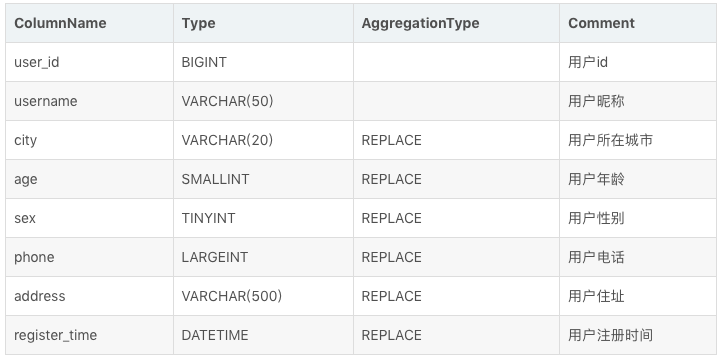 ColumnName Type AggregationType Comment
user_id BIGINT 用户id
username VARCHAR(50) 用户昵称
city VARCHAR(20) REPLACE 用户所在城市
age SMALLINT REPLACE 用户年龄
sex TINYINT REPLACE 用户性别
phone LARGEINT REPLACE 用户电话
address VARCHAR(500) REPLACE 用户住址
register_time DATETIME REPLACE 用户注册时间